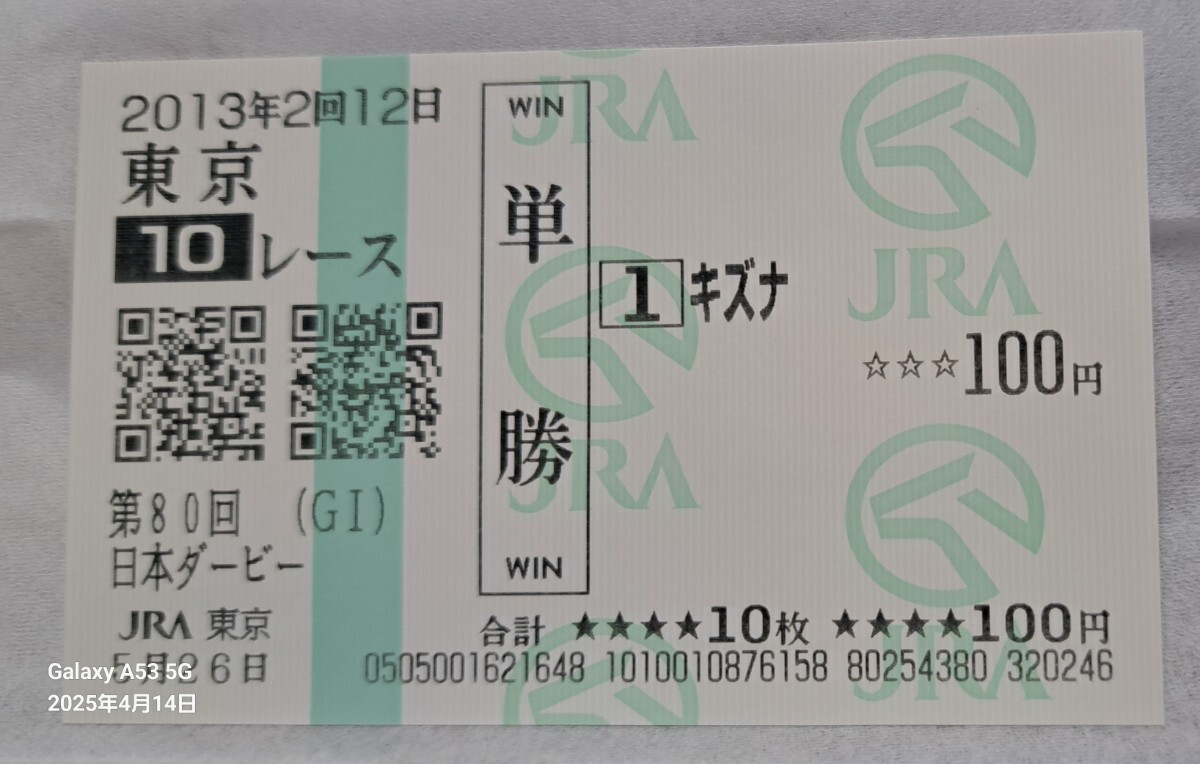 2013年2回12日
東京
10レース
第80回 (GI)
日本ダービー
JRA 東京
5月26日
WIN
単勝
WIN
1 キズナ
☆☆☆100円
合計 ★★★★10枚 ★★★★100円
0505001621648 1010010876158 80254380 320246
JRA
JRA
JRA
JRA
Galaxy A53 5G
2025年4月14日